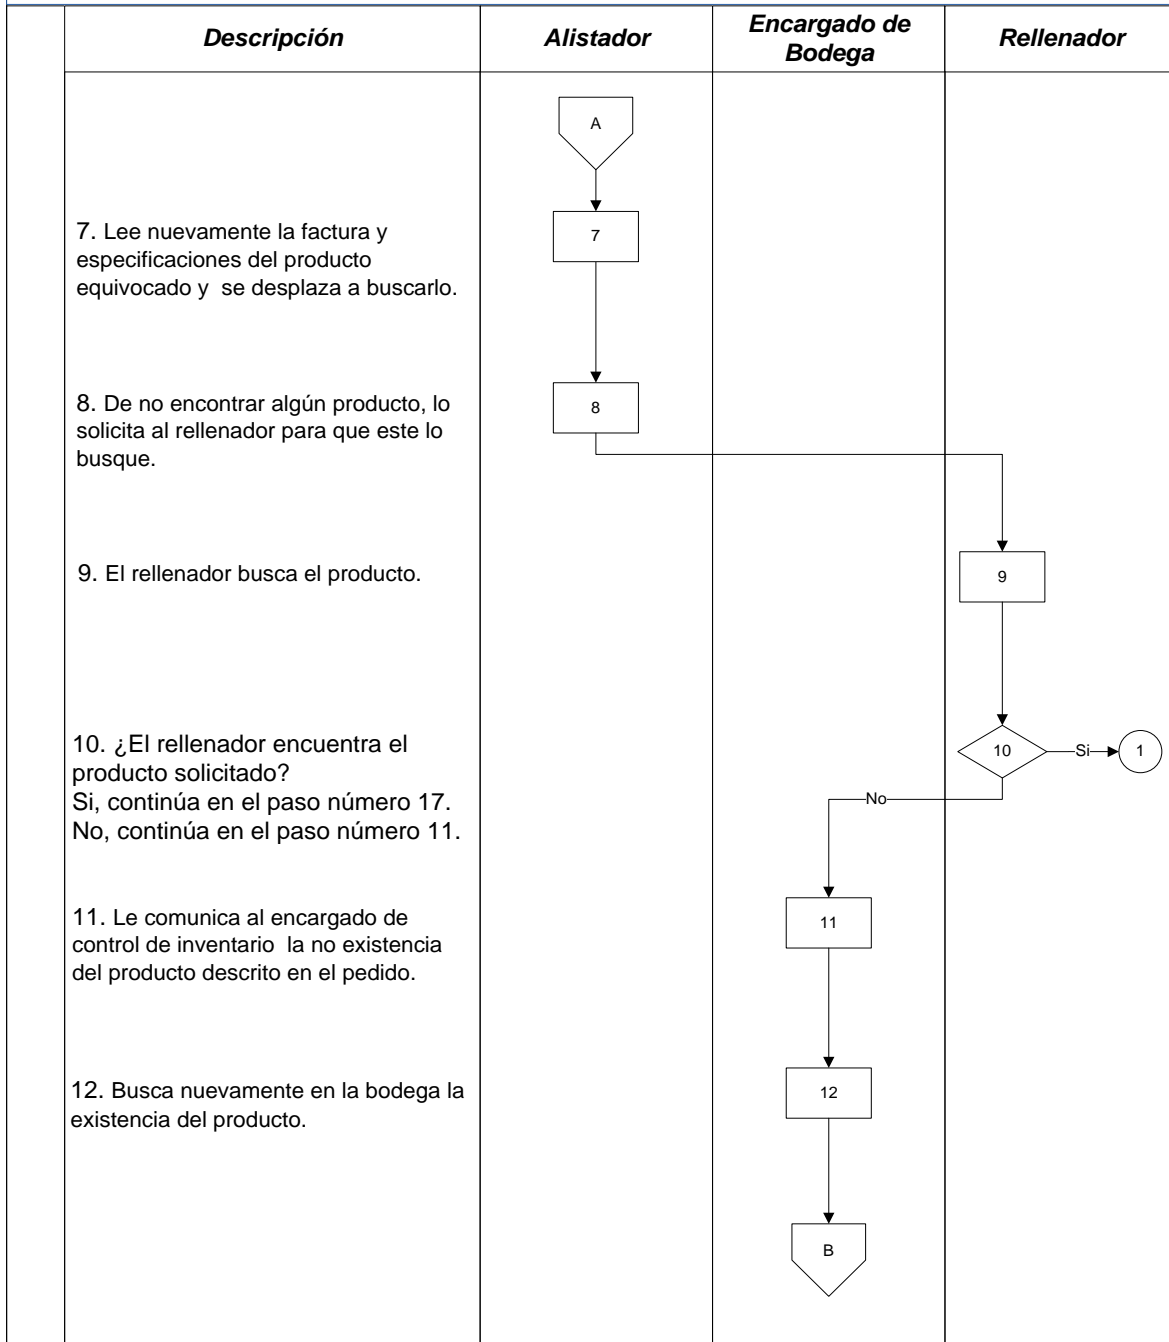 Descripción
Alistador
Encargado de
Bodega
Rellenador
A
7. Lee nuevamente la factura y
especificaciones del producto
equivocado y  se desplaza a buscarlo.
7
8. De no encontrar algún producto, lo
solicita al rellenador para que este lo
busque.
8
9. El rellenador busca el producto.
9
10. ¿El rellenador encuentra el
producto solicitado?
Si, continúa en el paso número 17.
No, continúa en el paso número 11.
10
Si
1
No
11. Le comunica al encargado de
control de inventario  la no existencia
del producto descrito en el pedido.
11
12. Busca nuevamente en la bodega la
existencia del producto.
12
B